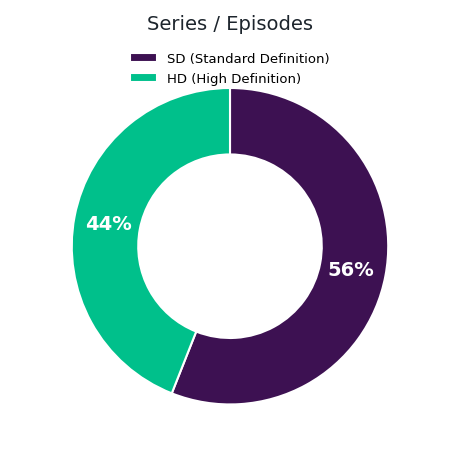 Series / Episodes
SD (Standard Definition)
HD (High Definition)
44%
56%